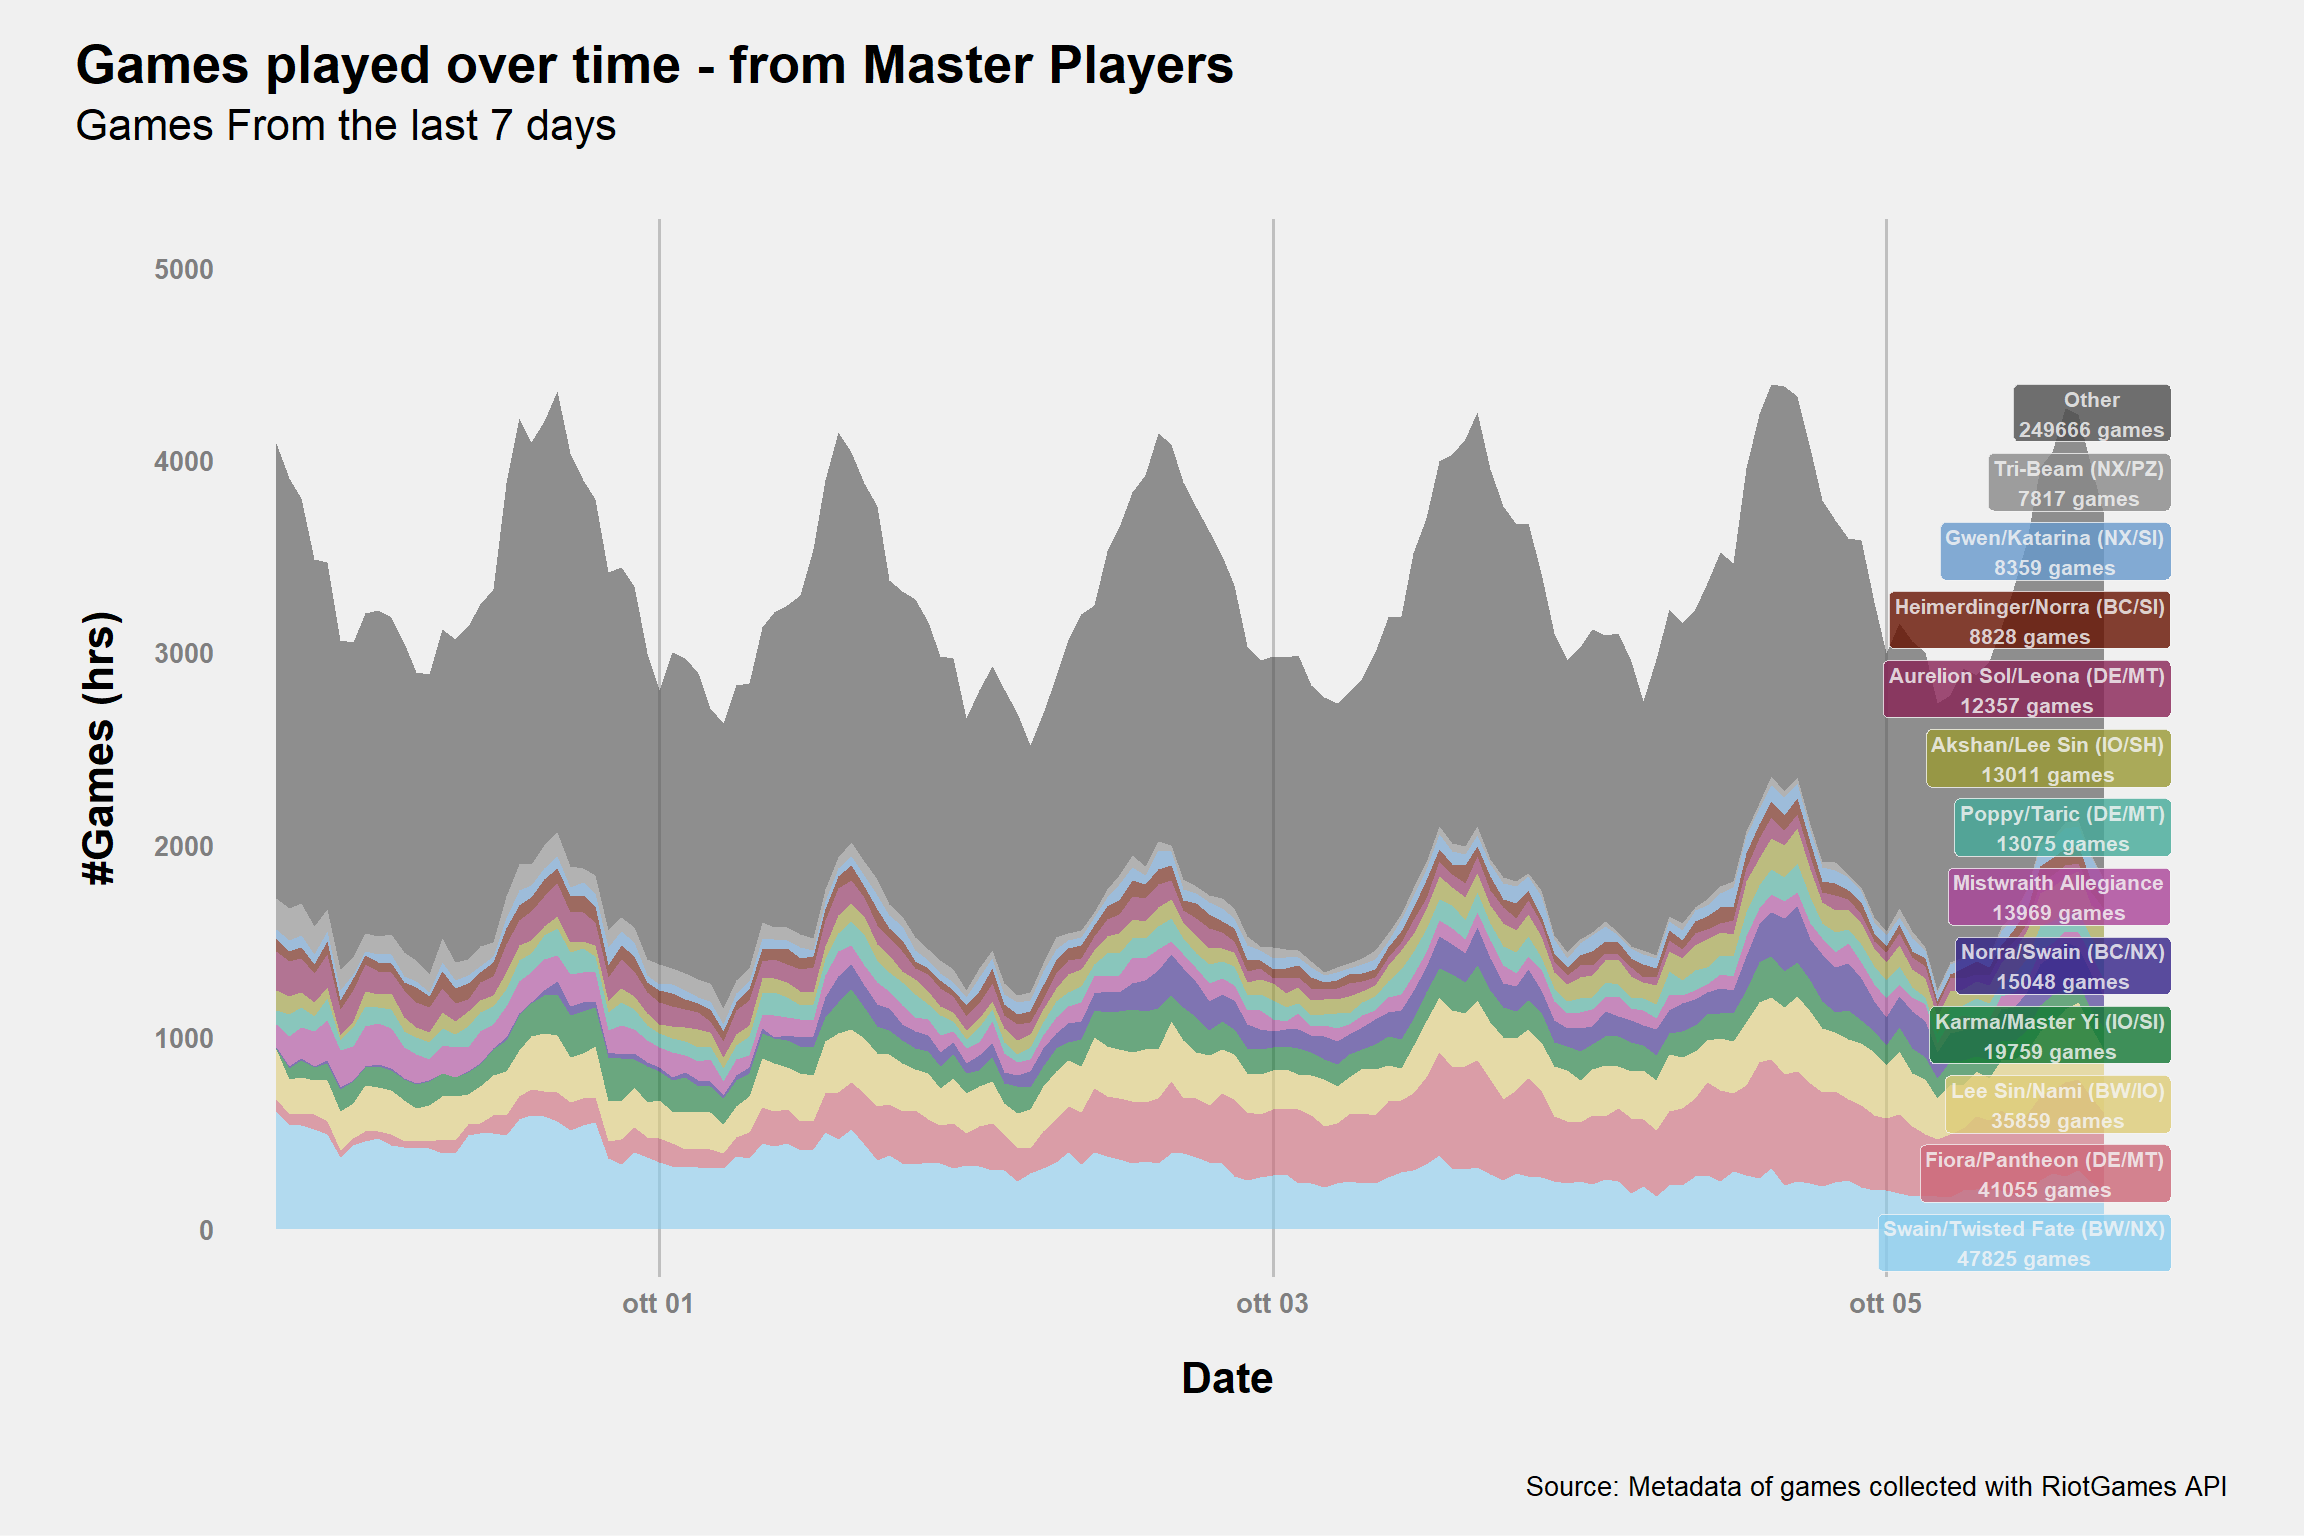 Games played over time - from Master Players
Games From the last 7 days
5000
4000
3000
2000
1000
0
#Games (hrs)
Other
249666 games
Tri-Beam (NX/PZ)
7817 games
Gwen/Katarina (NX/SI)
8359 games
Heimerdinger/Norra (BC/SI)
8828 games
Aurelion Sol/Leona (DE/MT)
12357 games
Akshan/Lee Sin (IO/SH)
13011 games
Poppy/Taric (DE/MT)
13075 games
Mistwraith Allegiance
13969 games
Norra/Swain (BC/NX)
15048 games
Karma/Master Yi (IO/SI)
19759 games
Lee Sin/Nami (BW/IO)
35859 games
Fiora/Pantheon (DE/MT)
41055 games
Swain/Twisted Fate (BW/NX)
47825 games
ott 01
ott 03
ott 05
Date
Source: Metadata of games collected with RiotGames API